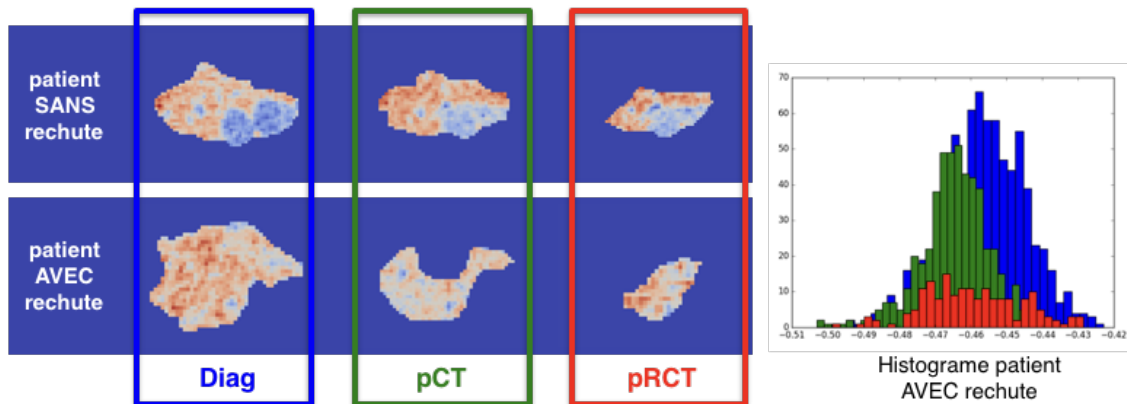 patient
SANS
rechute
patient
AVEC
rechute
Diag
pCT
pRCT
70
60
50
40
30
20
10
0
−0.51
−0.50
−0.49
−0.48
−0.47
−0.46
−0.45
−0.44
−0.43
−0.42
Histograme patient
AVEC rechute